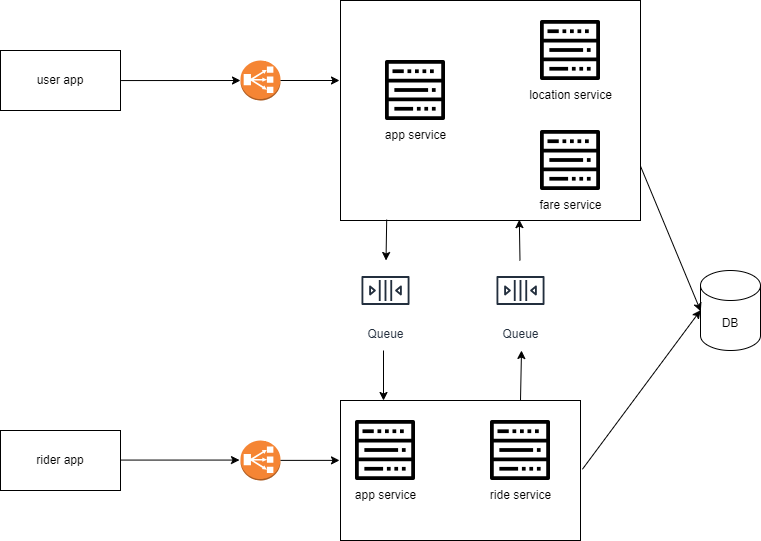 user app
location service
app service
fare service
Queue
Queue
DB
rider app
app service
ride service